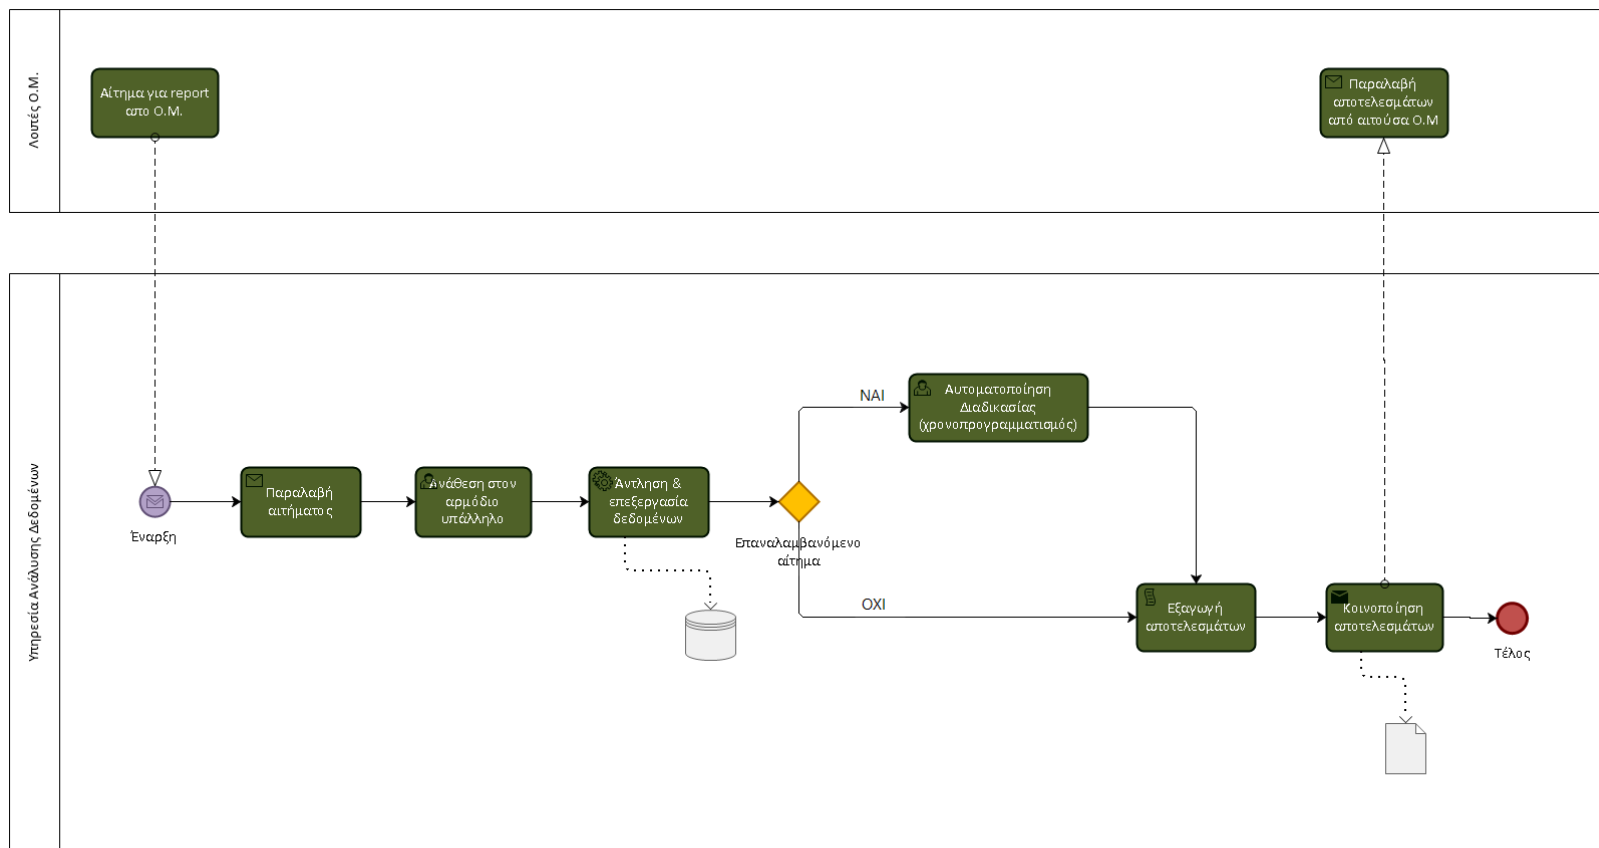 Λουτές Ο.Μ.
Αίτημα για report
απο Ο.Μ.
Παραλαβή
αποτελεσμάτων
από αιτούσα Ο.Μ
Υπηρεσία Ανάλυσης Δεδομένων
Έναρξη
Παραλαβή
αιτήματος
Ανάθεση στον
αρμόδιο
υπάλληλο
Άντληση &
επεξεργασία
δεδομένων
Επαναλαμβανόμενο
αίτημα
ΝΑΙ
Αυτοματοποίηση
Διαδικασίας
(χρονοπρογραμματισμός)
ΟΧΙ
Εξαγωγή
αποτελεσμάτων
Κοινοποίηση
αποτελεσμάτων
Τέλος